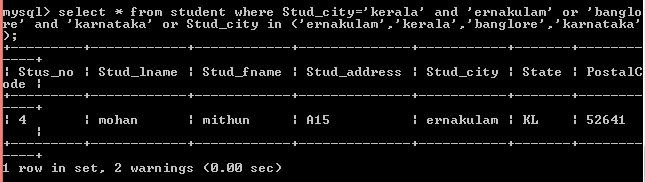 mysql> select * from student where Stud_city='kerala' and 'ernakulam' or 'banglo
re' and 'karnataka' or Stud_city in ('ernakulam','kerala','banglore','karnataka'
);
+---------+------------+------------+--------------+-----------+-------+--------
----+
| Stus_no | Stud_lname | Stud_fname | Stud_address | Stud_city | State | PostalC
ode |
+---------+------------+------------+--------------+-----------+-------+--------
----+
| 4       | mohan      | mithun     | A15          | ernakulam | KL    | 52641
    |
+---------+------------+------------+--------------+-----------+-------+--------
----+
1 row in set, 2 warnings (0.00 sec)